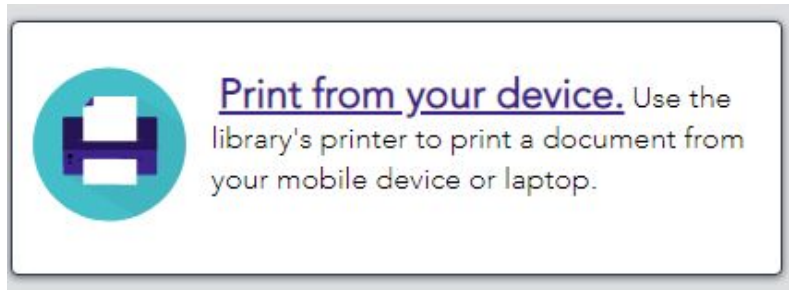 Print from your device. Use the
library's printer to print a document from
your mobile device or laptop.